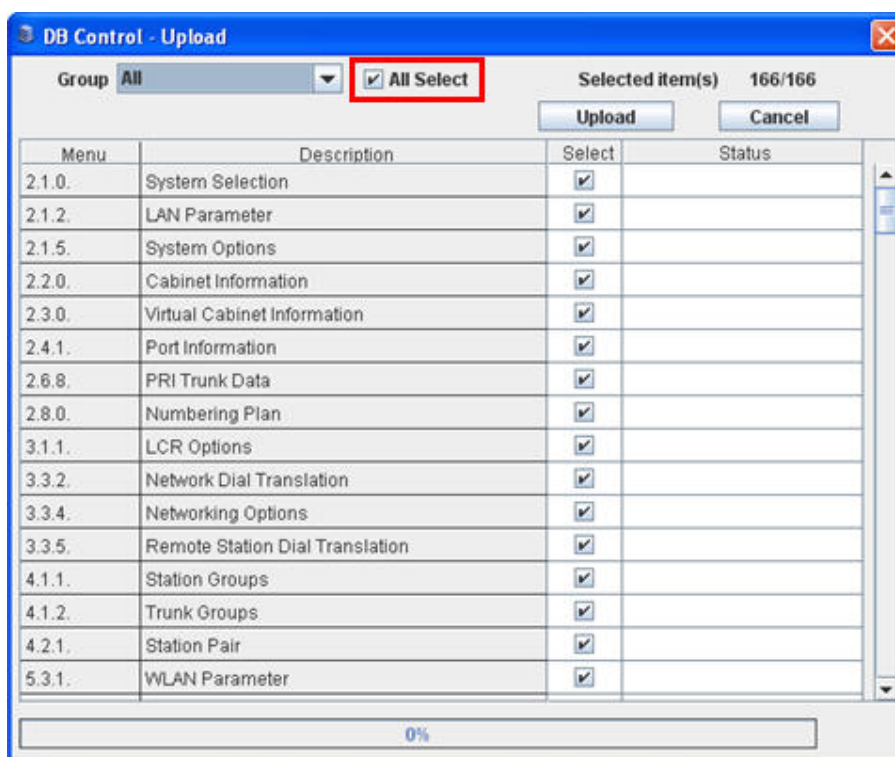 DB Control - Upload
Group All All Select Selected item(s) 166/166
Upload Cancel
Menu Description Select Status
2.1.0. System Selection
2.1.2. LAN Parameter
2.1.5. System Options
2.2.0. Cabinet Information
2.3.0. Virtual Cabinet Information
2.4.1. Port Information
2.6.8. PRI Trunk Data
2.8.0. Numbering Plan
3.1.1. LCR Options
3.3.2. Network Dial Translation
3.3.4. Networking Options
3.3.5. Remote Station Dial Translation
4.1.1. Station Groups
4.1.2. Trunk Groups
4.2.1. Station Pair
5.3.1. WLAN Parameter
0%